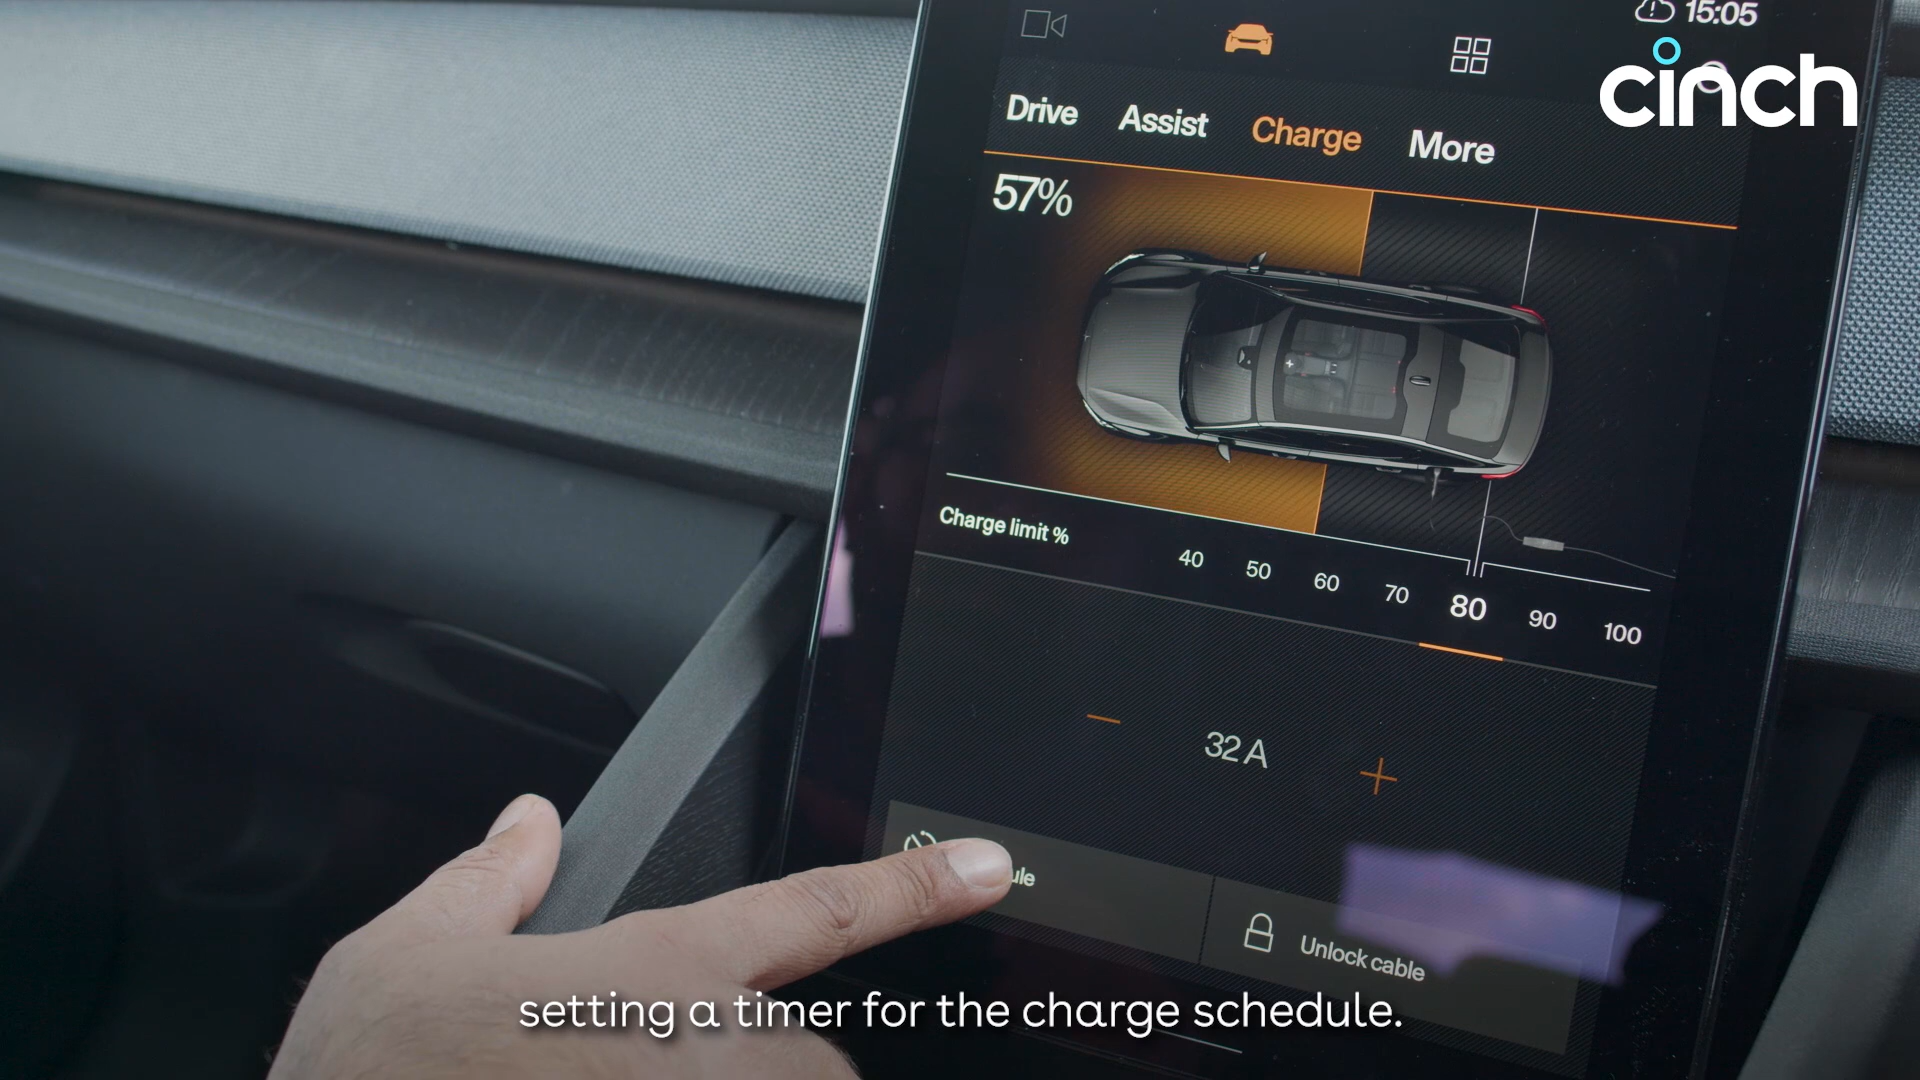 15:05
cinch
Drive Assist Charge More
57%
Charge limit %
40 50 60 70 80 90 100
32 A
Unlock cable
setting a timer for the charge schedule.